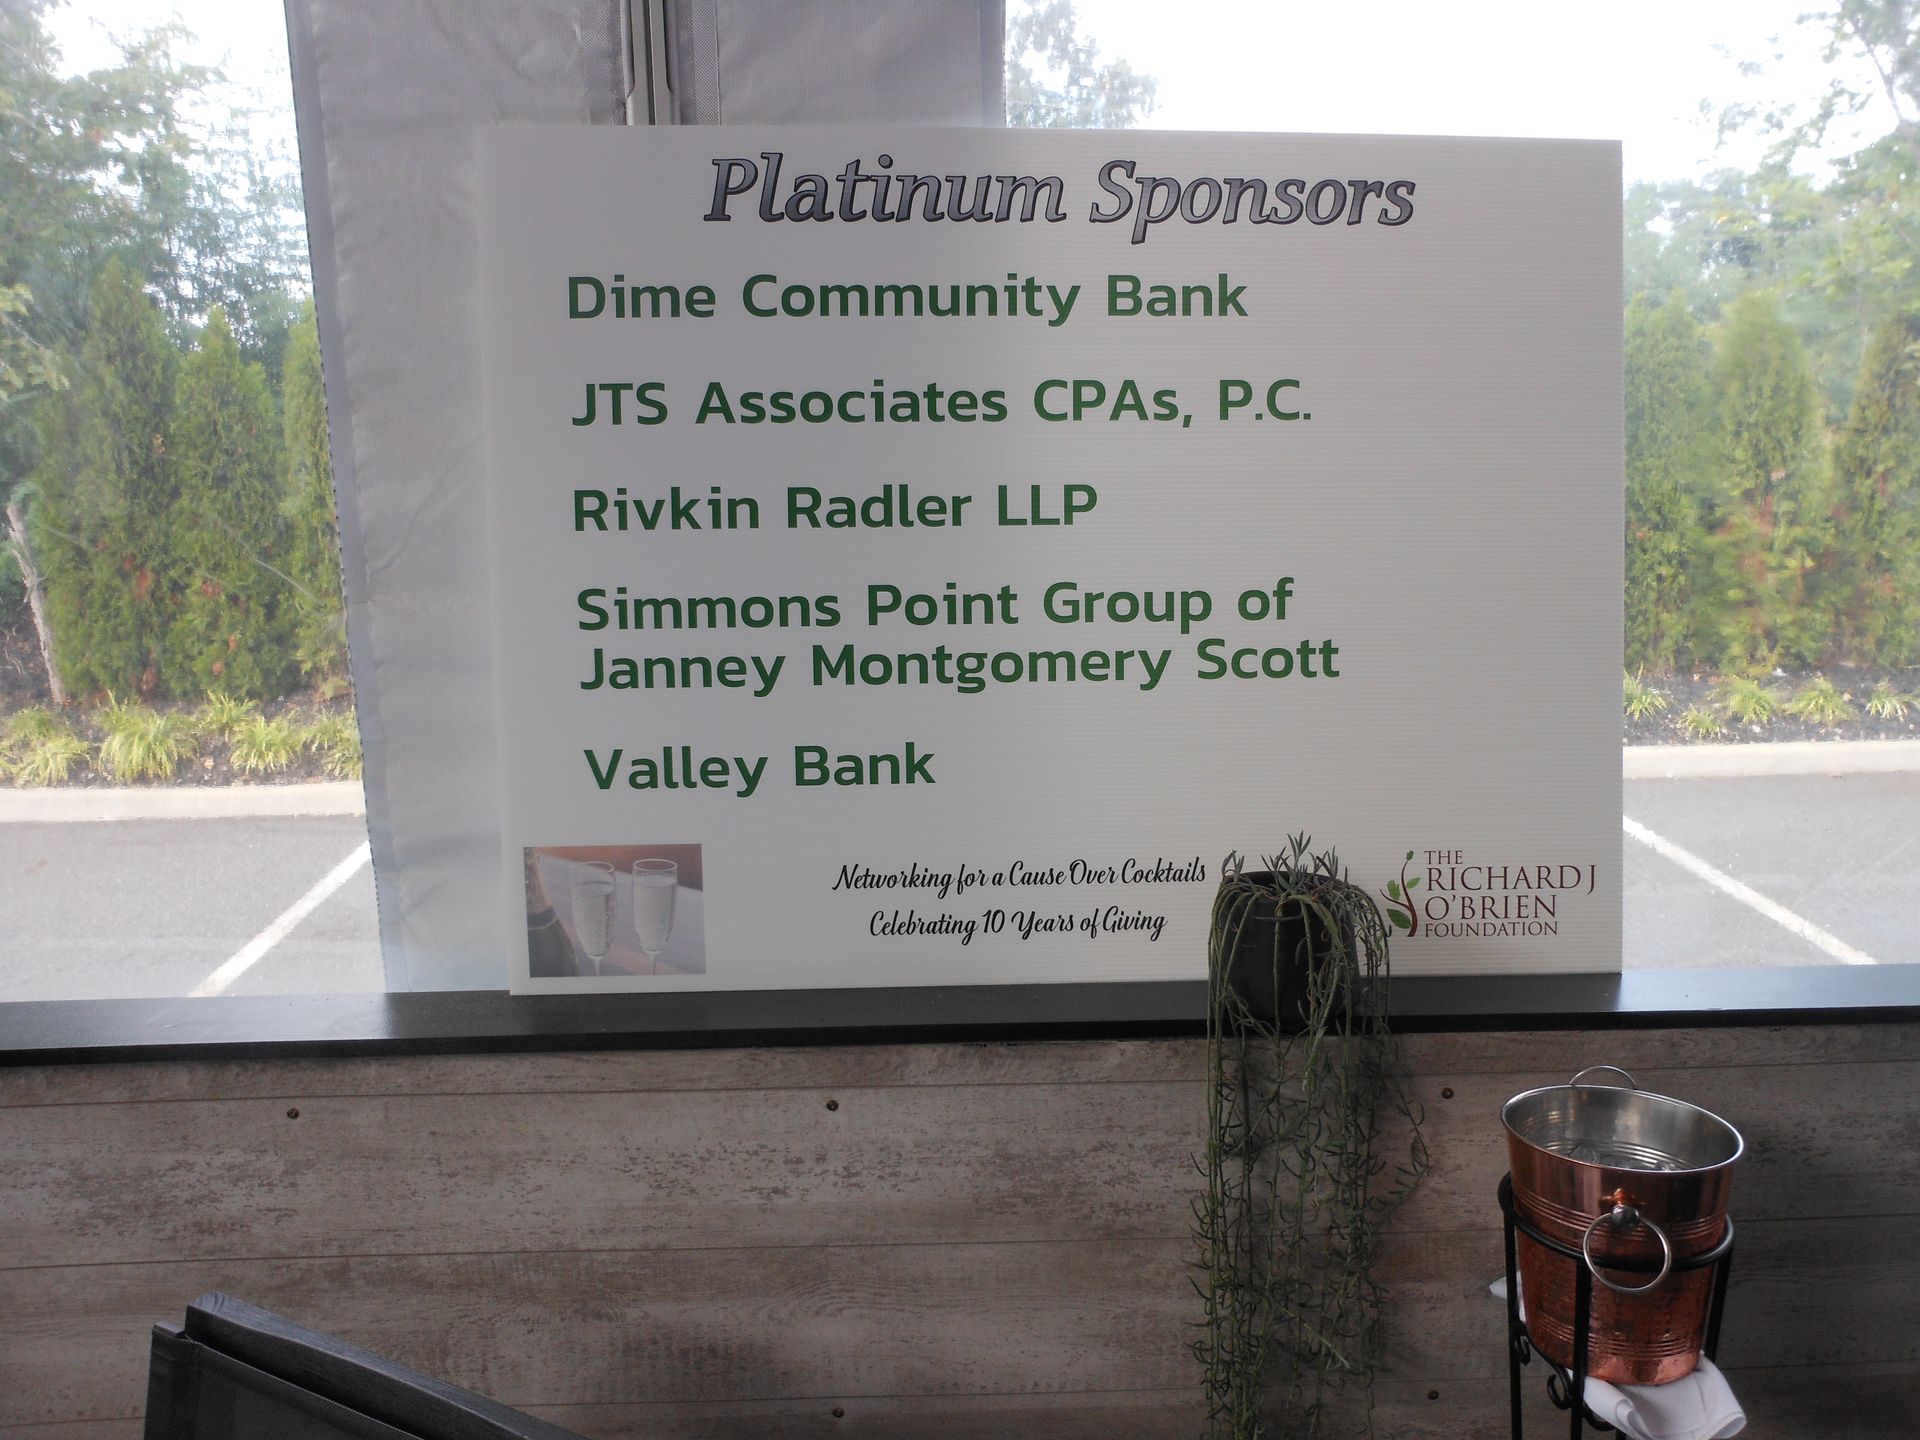 Platinum Sponsors
Dime Community Bank
JTS Associates CPAs, P.C.
Rivkin Radler LLP
Simmons Point Group of
Janney Montgomery Scott
Valley Bank
Networking for a Cause Over Cocktails
Celebrating 10 Years of Giving
THE
RICHARD J
O'BRIEN
FOUNDATION